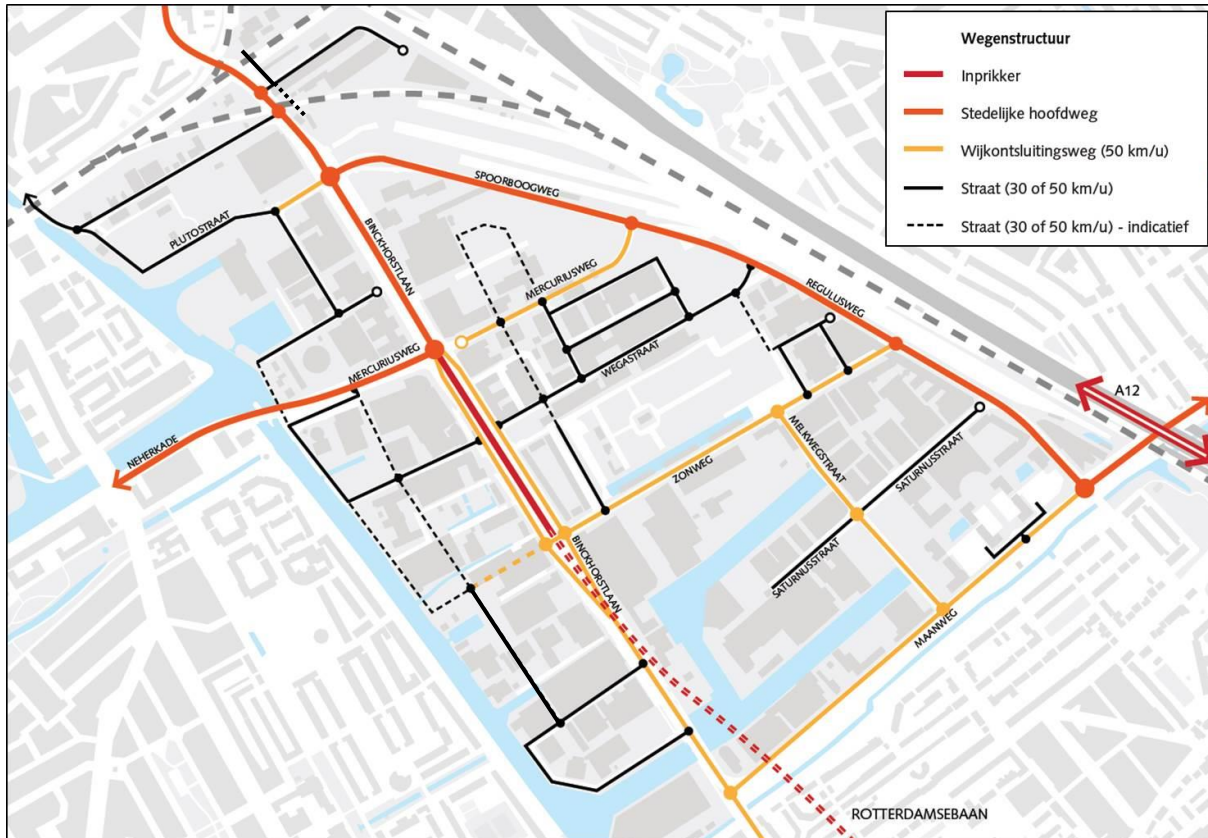 Wegenstructuur
Inprikker
Stedelijke hoofdweg
Wijkontsluitingsweg (50 km/u)
Straat (30 of 50 km/u)
Straat (30 of 50 km/u) - indicatief
SPOORBOOGWEG
PLUTOSTRAAT
BINCKHORSTLAAN
MERCURIUSWEG
REGULUSWEG
MERCURIUSWEG
WEGASTRAAT
A12
NEHERKADE
ZONWEG
MELKWEGSTRAAT
SATURNUSSTRAAT
BINCKHORSTLAAN
SATURNUSSTRAAT
MAANWEG
ROTTERDAMSEBAAN